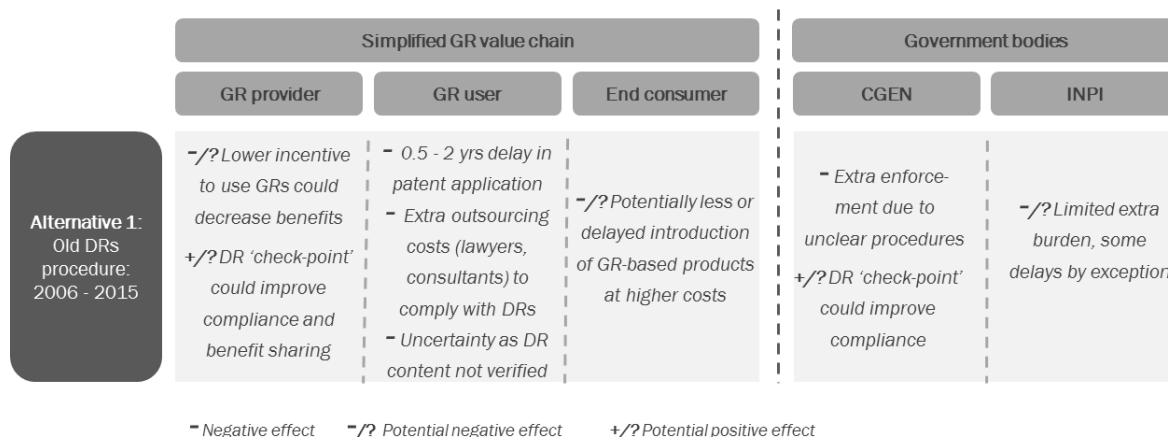 Simplified GR value chain
Government bodies
GR provider
GR user
End consumer
CGEN
INPI
Alternative 1:
Old DRs
procedure:
2006 - 2015
-/? Lower incentive
to use GRs could
decrease benefits
+/? DR ‘check-point’
could improve
compliance and
benefit sharing
- 0.5 - 2 yrs delay in
patent application
- Extra outsourcing
costs (lawyers,
consultants) to
comply with DRs
- Uncertainty as DR
content not verified
-/? Potentially less or
delayed introduction
of GR-based products
at higher costs
- Extra enforce-
ment due to
unclear procedures
+/? DR ‘check-point’
could improve
compliance
-/? Limited extra
burden, some
delays by exception
- Negative effect -/? Potential negative effect +/? Potential positive effect